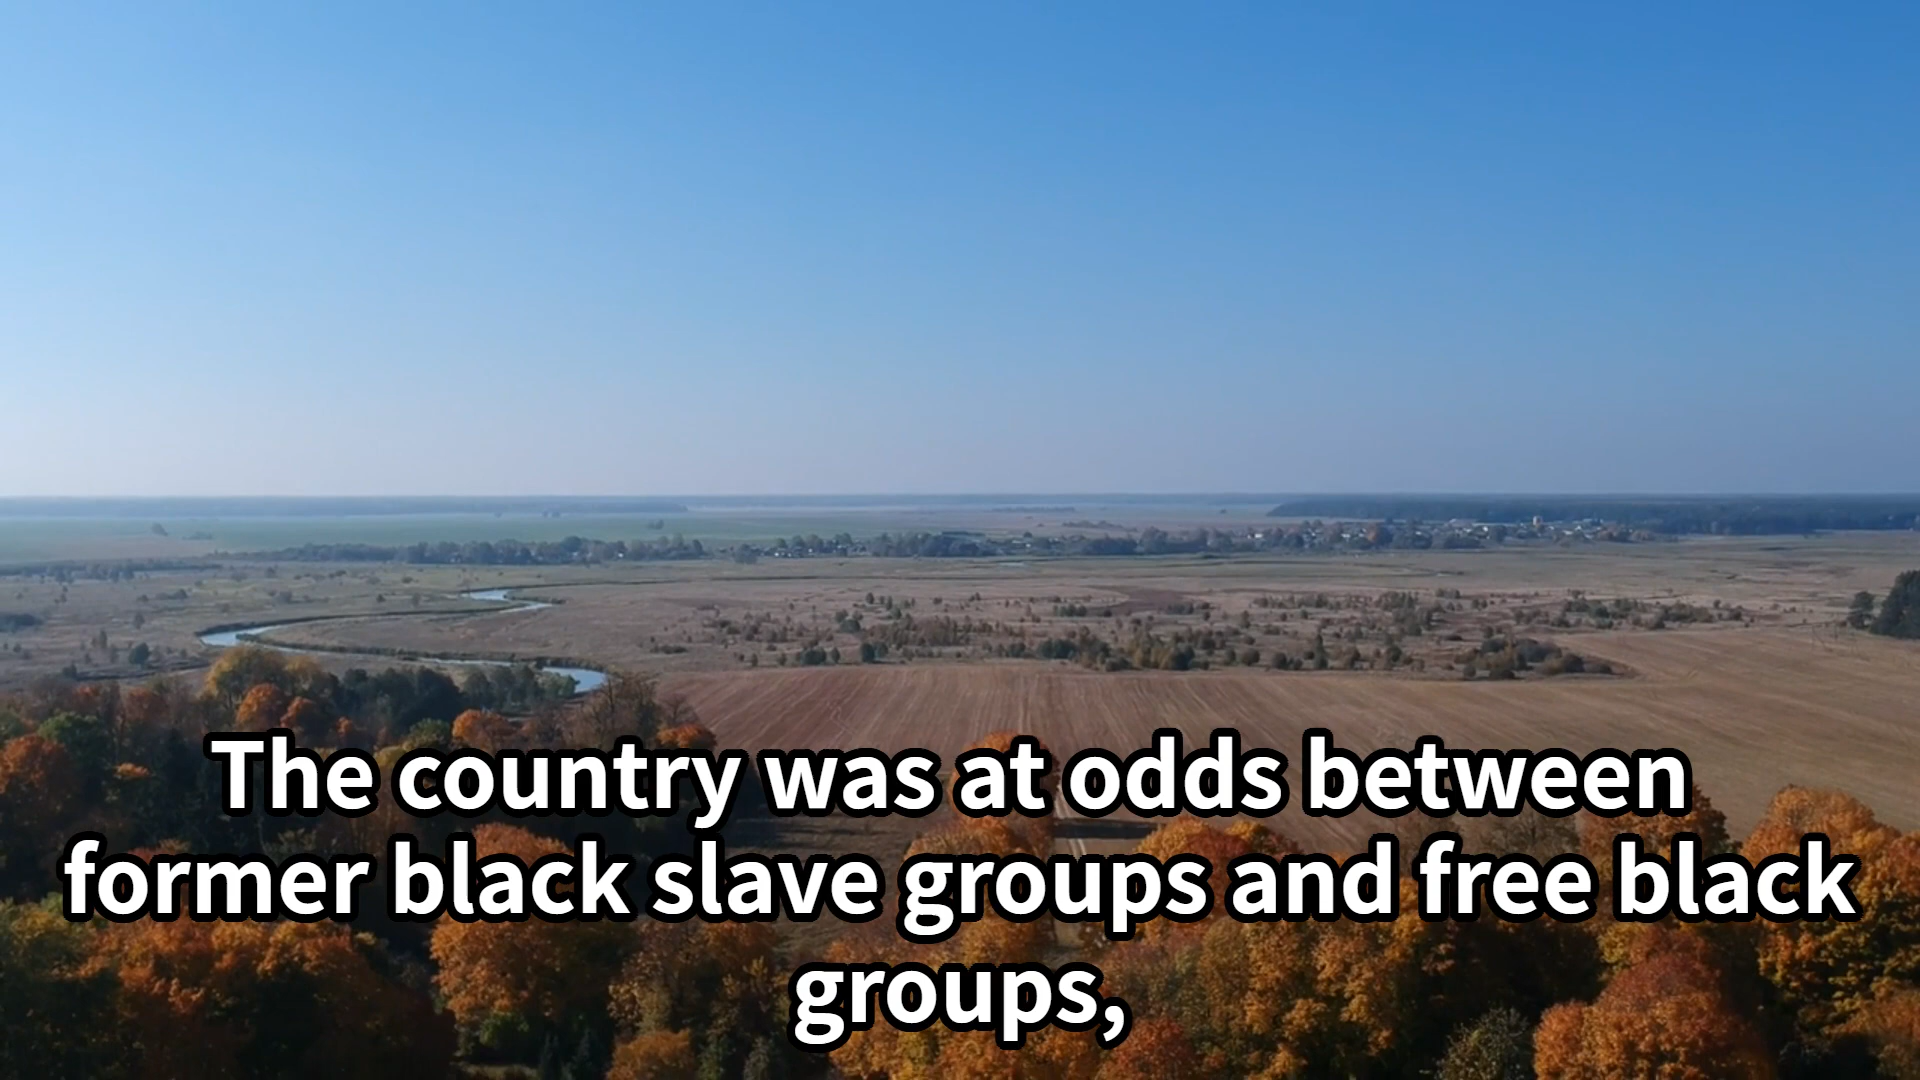 The country was at odds between
former black slave groups and free black
groups,